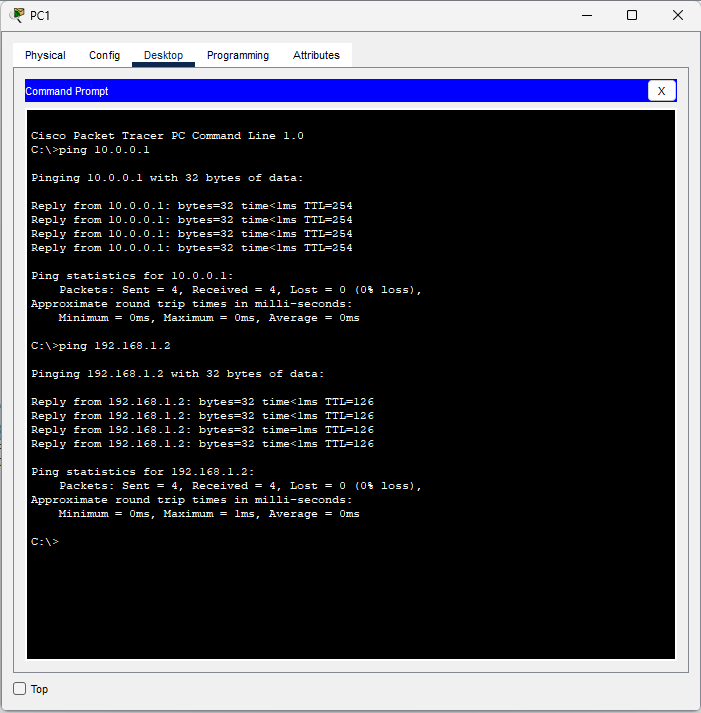 PC1
Physical Config Desktop Programming Attributes
Command Prompt X
Cisco Packet Tracer PC Command Line 1.0
C:\>ping 10.0.0.1
Pinging 10.0.0.1 with 32 bytes of data:
Reply from 10.0.0.1: bytes=32 time<1ms TTL=254
Reply from 10.0.0.1: bytes=32 time<1ms TTL=254
Reply from 10.0.0.1: bytes=32 time<1ms TTL=254
Reply from 10.0.0.1: bytes=32 time<1ms TTL=254
Ping statistics for 10.0.0.1:
Packets: Sent = 4, Received = 4, Lost = 0 (0% loss),
Approximate round trip times in milli-seconds:
Minimum = 0ms, Maximum = 0ms, Average = 0ms
C:\>ping 192.168.1.2
Pinging 192.168.1.2 with 32 bytes of data:
Reply from 192.168.1.2: bytes=32 time<1ms TTL=126
Reply from 192.168.1.2: bytes=32 time<1ms TTL=126
Reply from 192.168.1.2: bytes=32 time=1ms TTL=126
Reply from 192.168.1.2: bytes=32 time<1ms TTL=126
Ping statistics for 192.168.1.2:
Packets: Sent = 4, Received = 4, Lost = 0 (0% loss),
Approximate round trip times in milli-seconds:
Minimum = 0ms, Maximum = 1ms, Average = 0ms
C:\>
Top